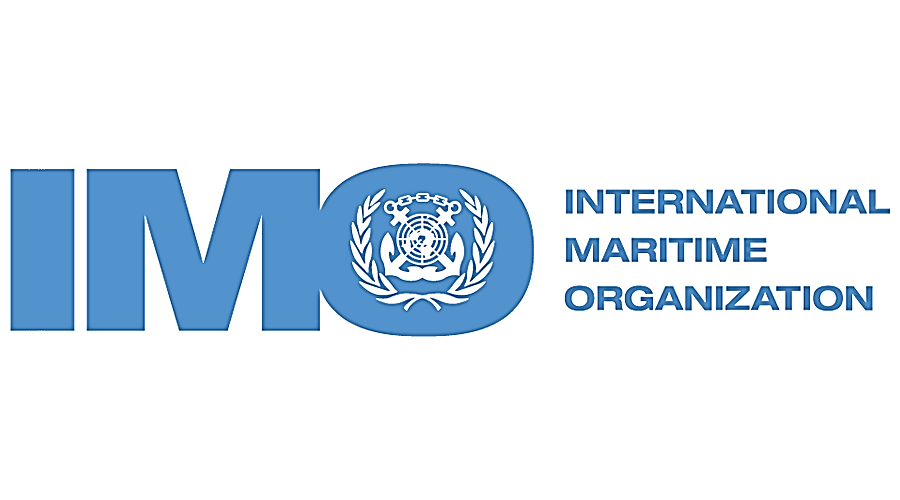 IMO
INTERNATIONAL
MARITIME
ORGANIZATION